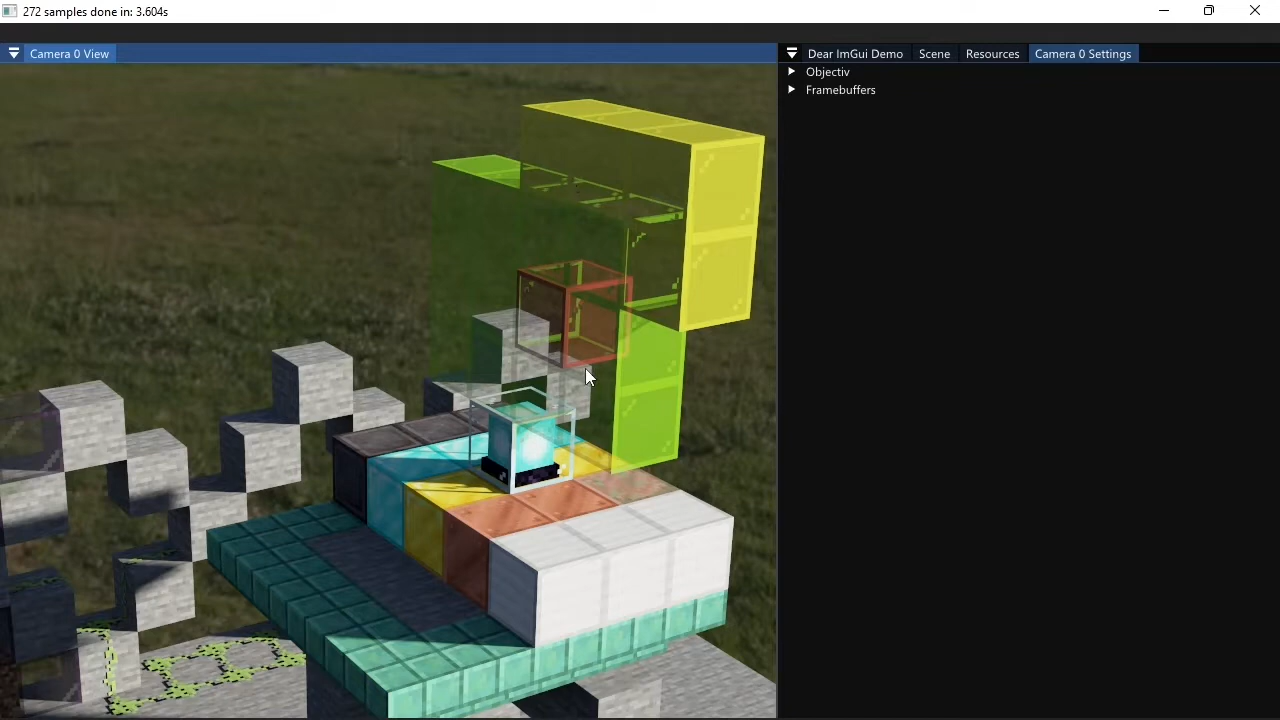 272 samples done in: 3.604s
Camera 0 View
Dear ImGui Demo Scene Resources Camera 0 Settings
Objectiv
Framebuffers